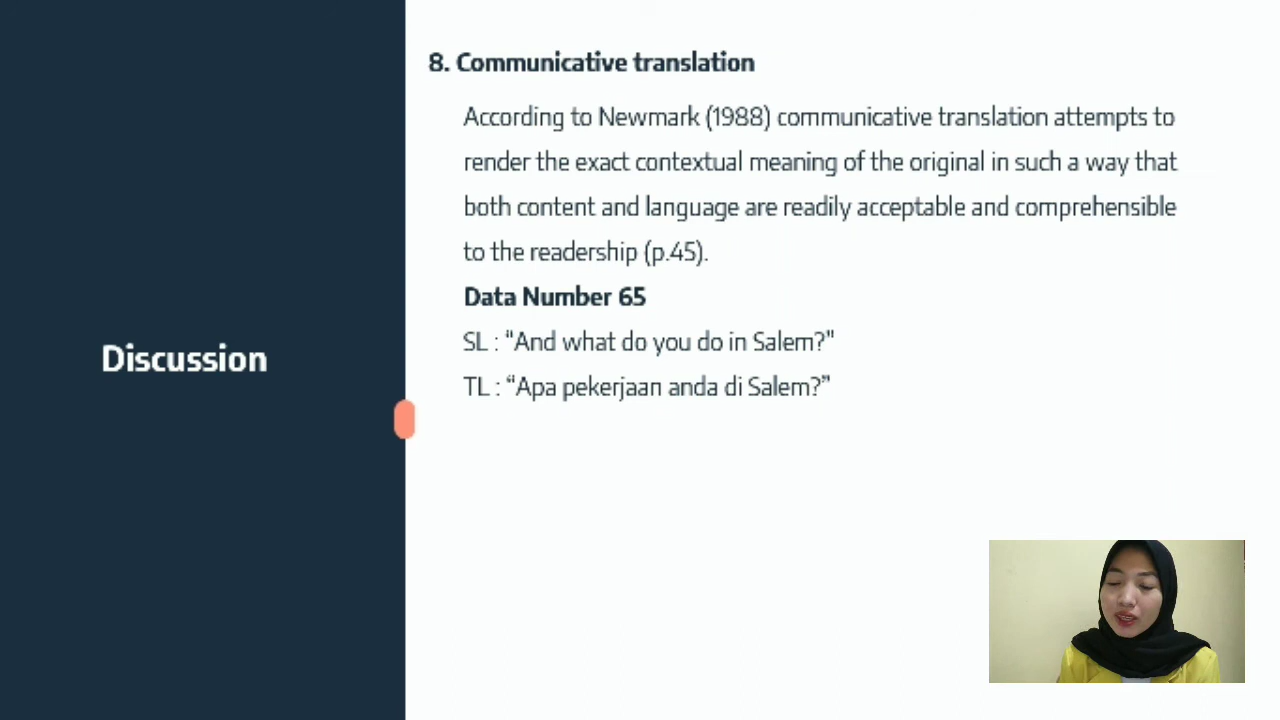 Discussion
8. Communicative translation
According to Newmark (1988) communicative translation attempts to
render the exact contextual meaning of the original in such a way that
both content and language are readily acceptable and comprehensible
to the readership (p.45).
Data Number 65
SL : “And what do you do in Salem?”
TL : “Apa pekerjaan anda di Salem?”